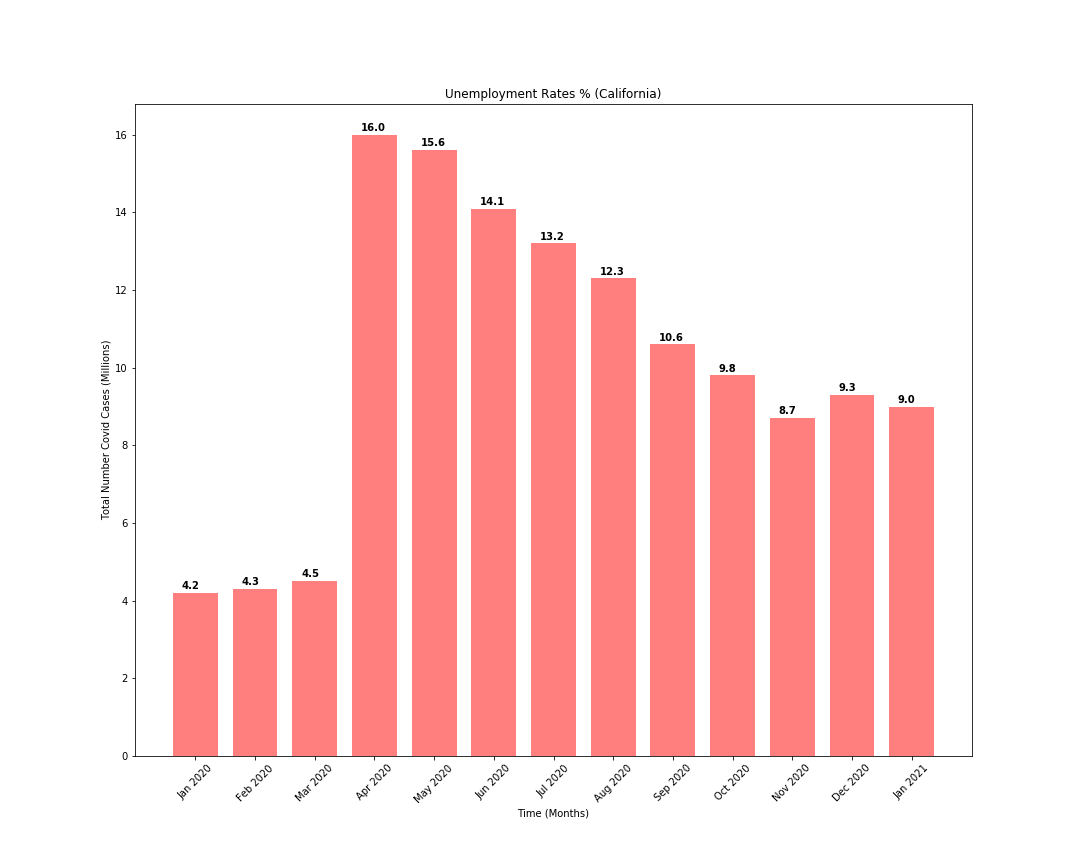 Unemployment Rates % (California)
Total Number Covid Cases (Millions)
16
14
12
10
8
6
4
2
0
4.2
4.3
4.5
16.0
15.6
14.1
13.2
12.3
10.6
9.8
8.7
9.3
9.0
Jan 2020
Feb 2020
Mar 2020
Apr 2020
May 2020
Jun 2020
Jul 2020
Aug 2020
Sep 2020
Oct 2020
Nov 2020
Dec 2020
Jan 2021
Time (Months)